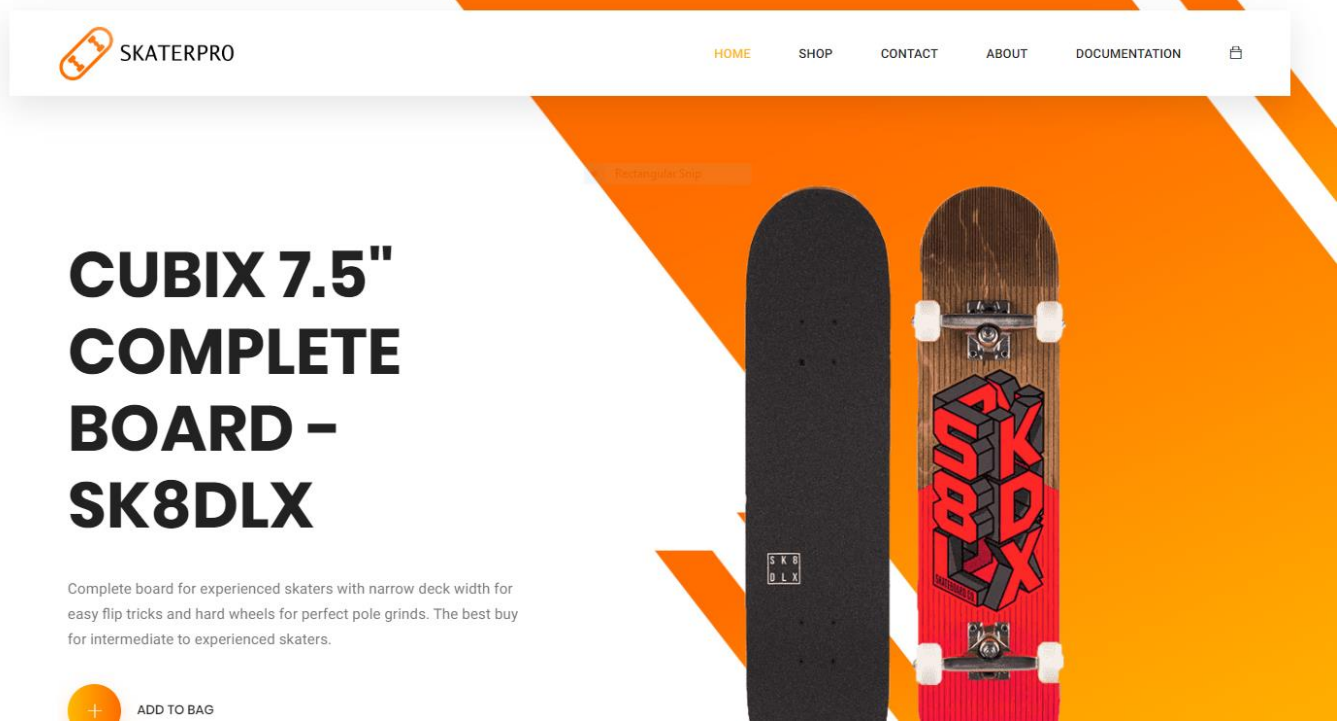 SKATERPRO
HOME SHOP CONTACT ABOUT DOCUMENTATION
Rectangular Snip
CUBIX 7.5"
COMPLETE
BOARD -
SK8DLX
Complete board for experienced skaters with narrow deck width for
easy flip tricks and hard wheels for perfect pole grinds. The best buy
for intermediate to experienced skaters.
+ ADD TO BAG
SK8
DLX
SK
8D
LX
SKATEBOARD CO